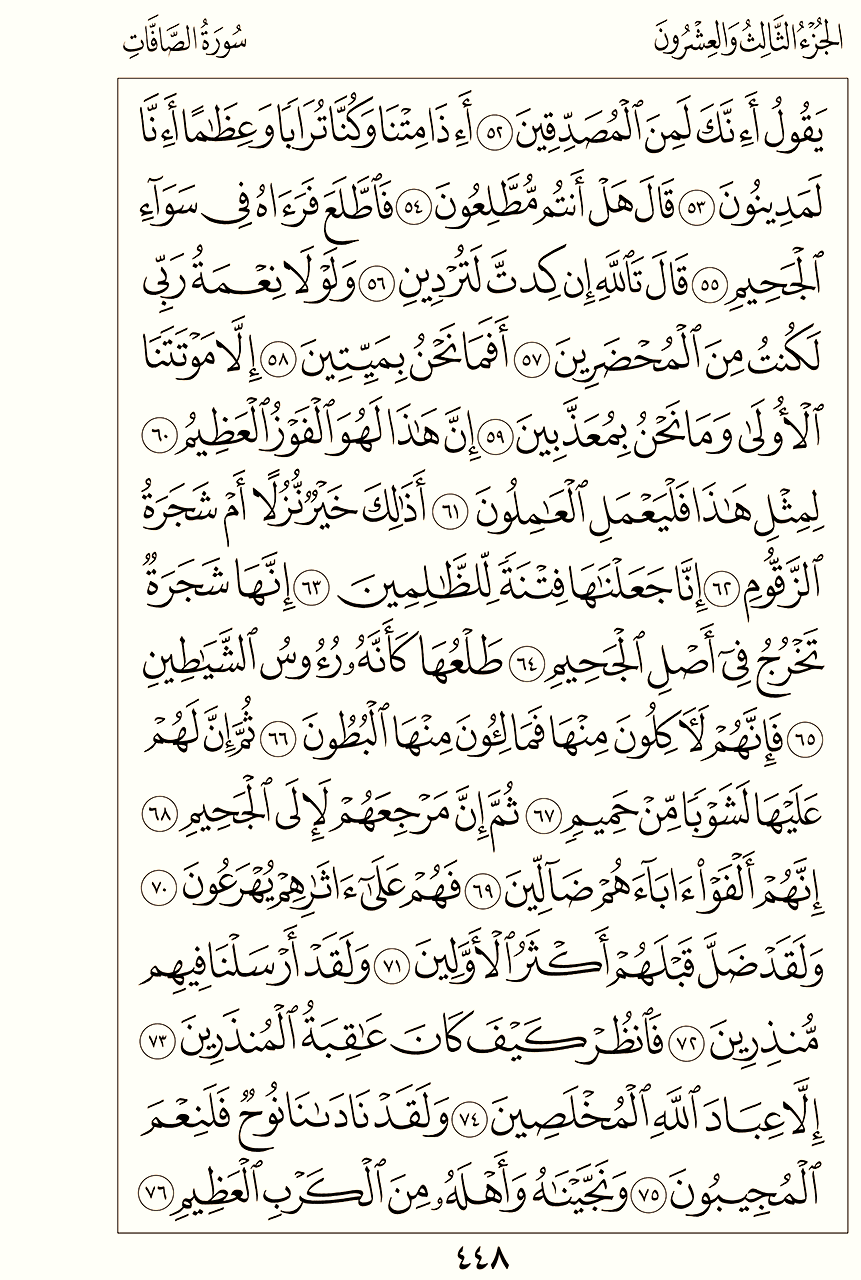 الجُزْءُ الثَّالِثُ وَالعِشْرُونَ
سُورَةُ الصَّافَّاتِ
يَقُولُ أَءِنَّكَ لَمِنَ ٱلْمُصَدِّقِينَ ٥٢ أَءِذَا مِتْنَا وَكُنَّا تُرَابًا وَعِظَٰمًا أَءِنَّا
لَمَدِينُونَ ٥٣ قَالَ هَلْ أَنتُم مُّطَّلِعُونَ ٥٤ فَٱطَّلَعَ فَرَءَاهُ فِى سَوَآءِ
ٱلْجَحِيمِ ٥٥ قَالَ تَٱللَّهِ إِن كِدتَّ لَتُرْدِينِ ٥٦ وَلَوْلَا نِعْمَةُ رَبِّى
لَكُنتُ مِنَ ٱلْمُحْضَرِينَ ٥٧ أَفَمَا نَحْنُ بِمَيِّتِينَ ٥٨ إِلَّا مَوْتَتَنَا
ٱلْأُولَىٰ وَمَا نَحْنُ بِمُعَذَّبِينَ ٥٩ إِنَّ هَٰذَا لَهُوَ ٱلْفَوْزُ ٱلْعَظِيمُ ٦٠
لِمِثْلِ هَٰذَا فَلْيَعْمَلِ ٱلْعَٰمِلُونَ ٦١ أَذَٰلِكَ خَيْرٌ نُّزُلًا أَمْ شَجَرَةُ
ٱلزَّقُّومِ ٦٢ إِنَّا جَعَلْنَٰهَا فِتْنَةً لِّلظَّٰلِمِينَ ٦٣ إِنَّهَا شَجَرَةٌ
تَخْرُجُ فِىٓ أَصْلِ ٱلْجَحِيمِ ٦٤ طَلْعُهَا كَأَنَّهُۥ رُءُوسُ ٱلشَّيَٰطِينِ
٦٥ فَإِنَّهُمْ لَءَاكِلُونَ مِنْهَا فَمَالِـُٔونَ مِنْهَا ٱلْبُطُونَ ٦٦ ثُمَّ إِنَّ لَهُمْ
عَلَيْهَا لَشَوْبًا مِّنْ حَمِيمٍ ٦٧ ثُمَّ إِنَّ مَرْجِعَهُمْ لَإِلَى ٱلْجَحِيمِ ٦٨
إِنَّهُمْ أَلْفَوْا۟ ءَابَآءَهُمْ ضَآلِّينَ ٦٩ فَهُمْ عَلَىٰٓ ءَاثَٰرِهِمْ يُهْرَعُونَ ٧٠
وَلَقَدْ ضَلَّ قَبْلَهُمْ أَكْثَرُ ٱلْأَوَّلِينَ ٧١ وَلَقَدْ أَرْسَلْنَا فِيهِم
مُّنذِرِينَ ٧٢ فَٱنظُرْ كَيْفَ كَانَ عَٰقِبَةُ ٱلْمُنذَرِينَ ٧٣
إِلَّا عِبَادَ ٱللَّهِ ٱلْمُخْلَصِينَ ٧٤ وَلَقَدْ نَادَىٰنَا نُوحٌ فَلَنِعْمَ
ٱلْمُجِيبُونَ ٧٥ وَنَجَّيْنَٰهُ وَأَهْلَهُۥ مِنَ ٱلْكَرْبِ ٱلْعَظِيمِ ٧٦
٤٤٨